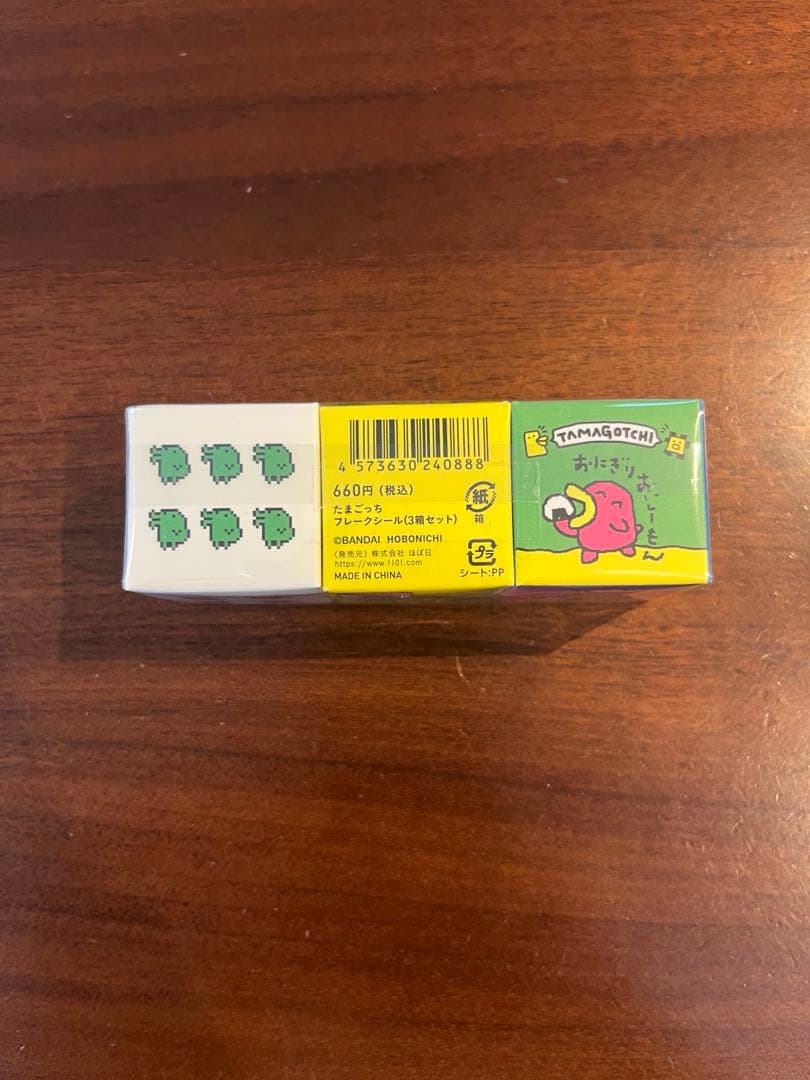 4 573630 240888
660円(税込)
たまごっち
フレークシール(3箱セット)
©BANDAI HOBONICHI
〈発売元〉株式会社 ほぼ日
https://www.1101.com
MADE IN CHINA
紙
箱
プラ
シート:PP
TAMAGOTCHI
おにぎり
おいしーもん